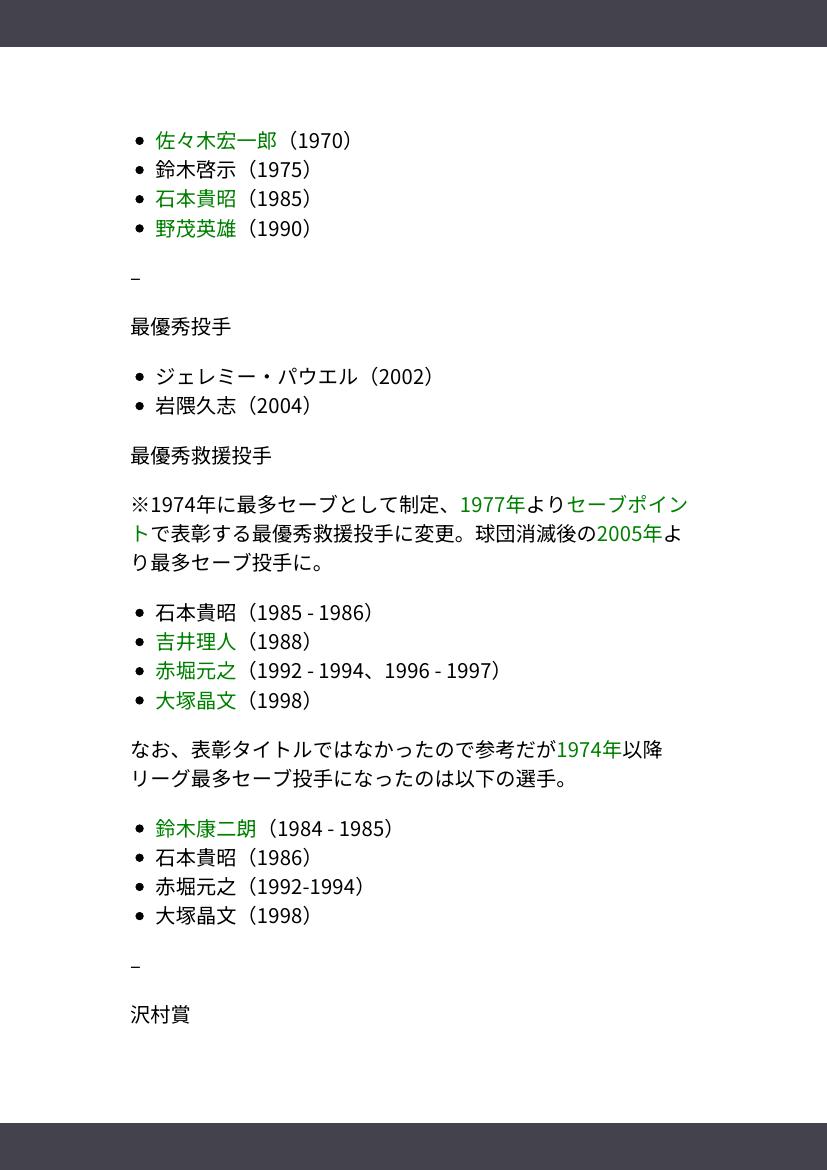 • 佐々木宏一郎（1970）
• 鈴木啓示（1975）
• 石本貴昭（1985）
• 野茂英雄（1990）
–
最優秀投手
• ジェレミー・パウエル（2002）
• 岩隈久志（2004）
最優秀救援投手
※1974年に最多セーブとして制定、1977年よりセーブポイン
トで表彰する最優秀救援投手に変更。球団消滅後の2005年よ
り最多セーブ投手に。
• 石本貴昭（1985 - 1986）
• 吉井理人（1988）
• 赤堀元之（1992 - 1994、1996 - 1997）
• 大塚晶文（1998）
なお、表彰タイトルではなかったので参考だが1974年以降
リーグ最多セーブ投手になったのは以下の選手。
• 鈴木康二朗（1984 - 1985）
• 石本貴昭（1986）
• 赤堀元之（1992-1994）
• 大塚晶文（1998）
–
沢村賞